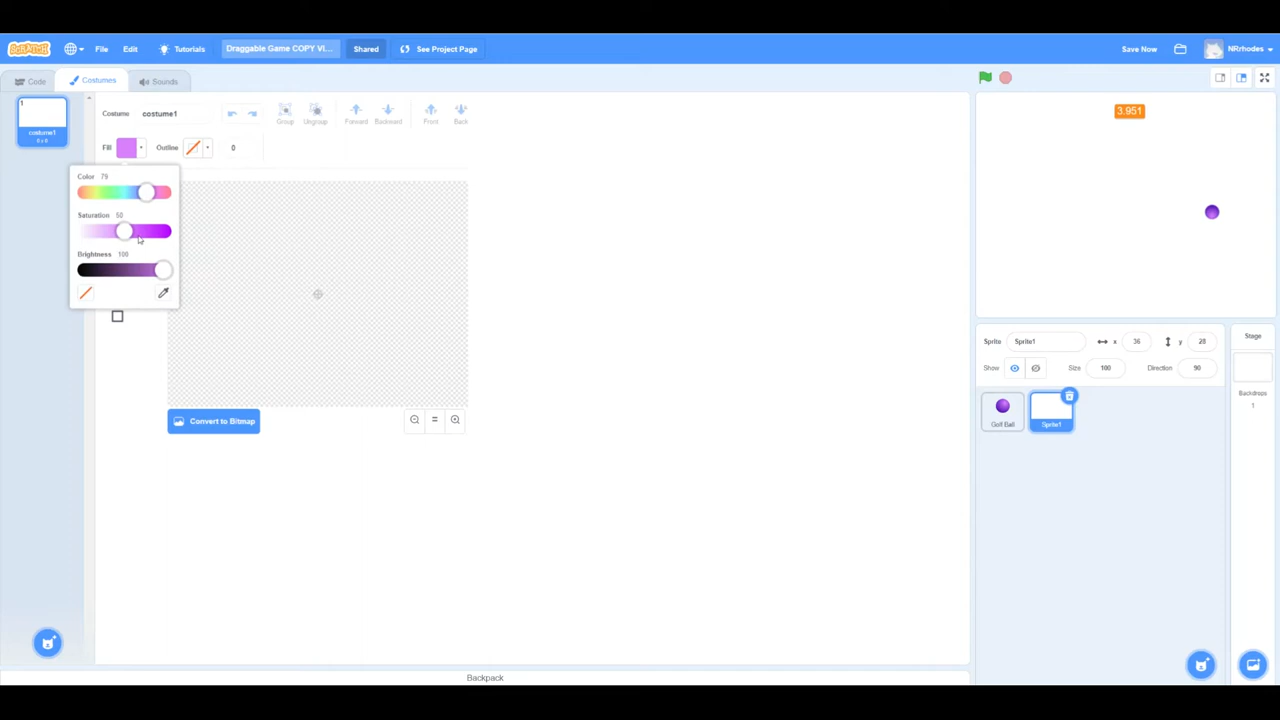 SCRATCH
File
Edit
Tutorials
Draggable Game COPY VI...
Shared
See Project Page
Save Now
NRrhodes
Code
Costumes
Sounds
1
costume1
Costume
costume1
Group
Ungroup
Forward
Backward
Front
Back
Fill
Outline
0
Color 79
Saturation 50
Brightness 100
Convert to Bitmap
3.951
Sprite
Sprite1
x
36
y
28
Show
Size
100
Direction
90
Golf Ball
Sprite1
Stage
Backdrops
1
Backpack